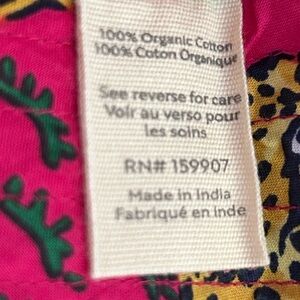 100% Organic Cotton
100% Coton Organique
See reverse for care
Voir au verso pour
les soins
RN# 159907
Made in India
Fabriqué en inde